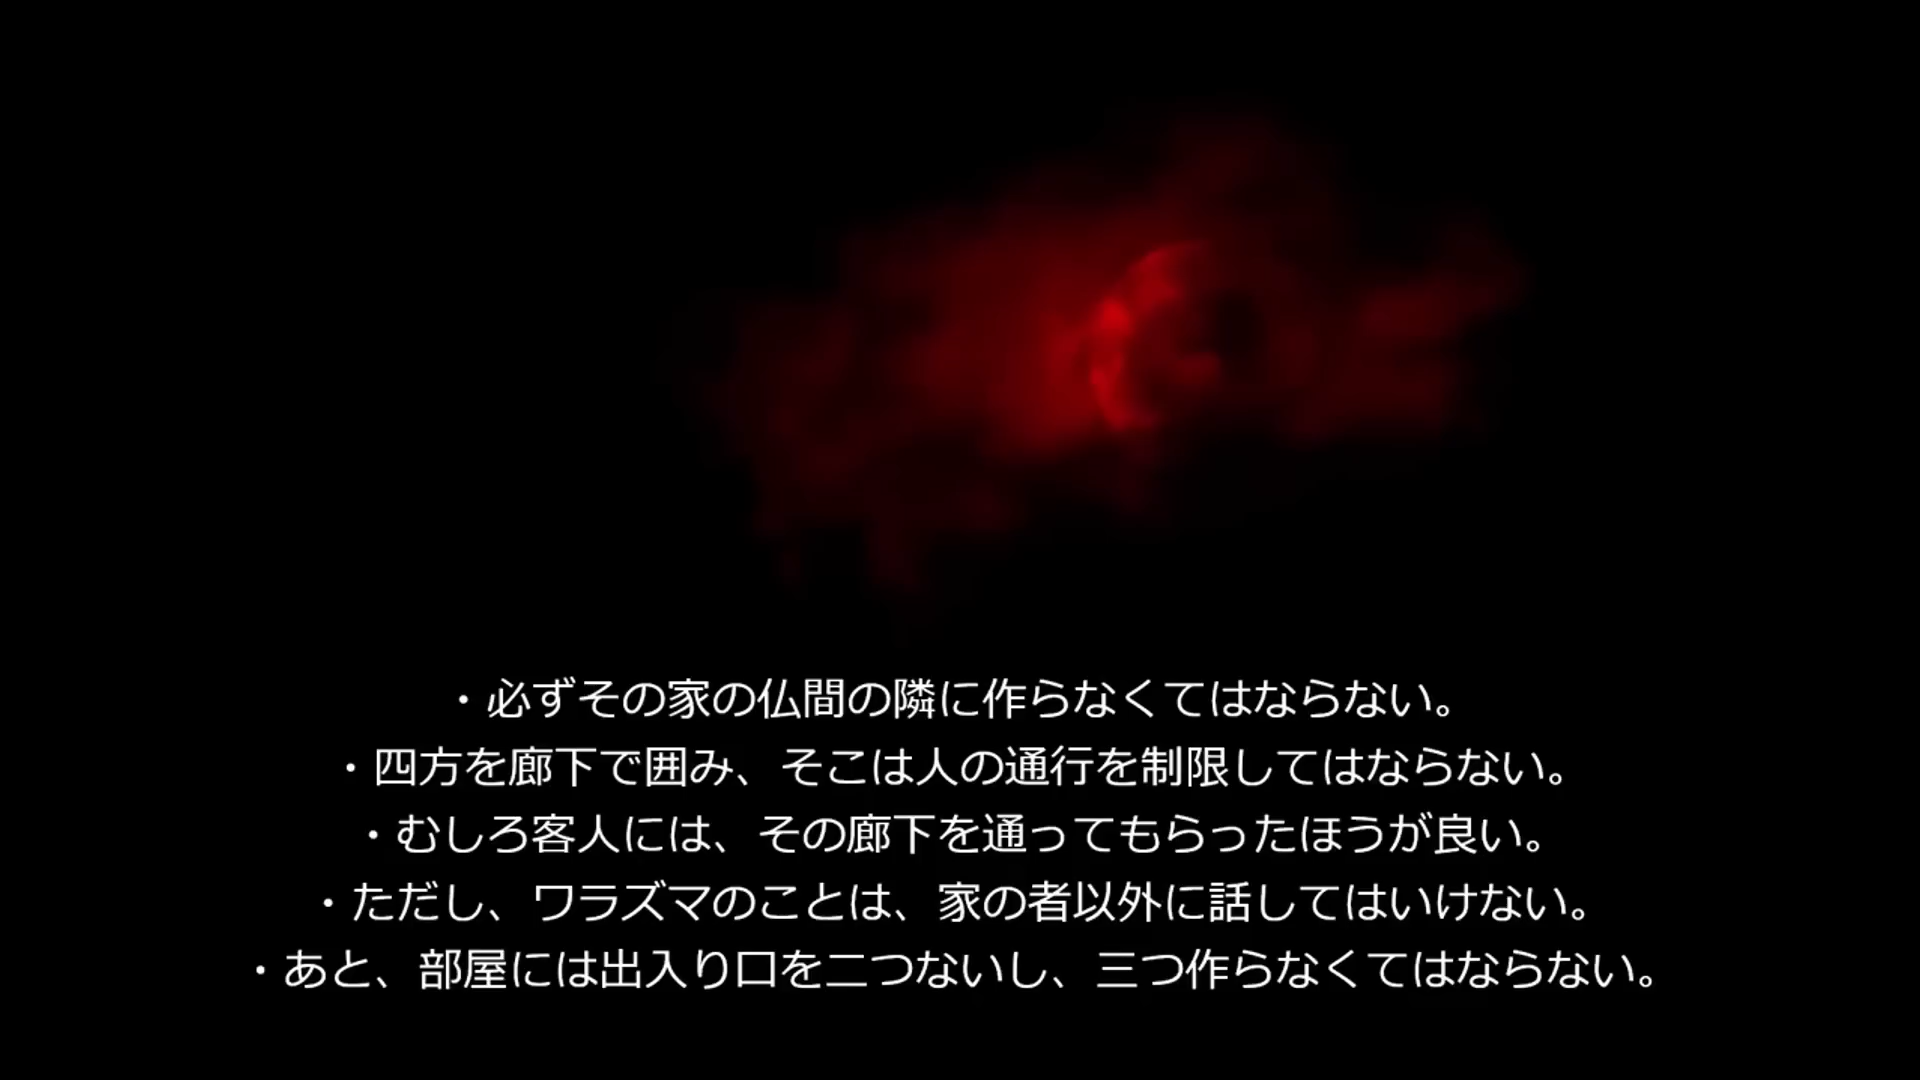 ・必ずその家の仏間の隣に作らなくてはならない。
・四方を廊下で囲み、そこは人の通行を制限してはならない。
・むしろ客人には、その廊下を通ってもらったほうが良い。
・ただし、ワラズマのことは、家の者以外に話してはいけない。
・あと、部屋には出入り口を二つないし、三つ作らなくてはならない。